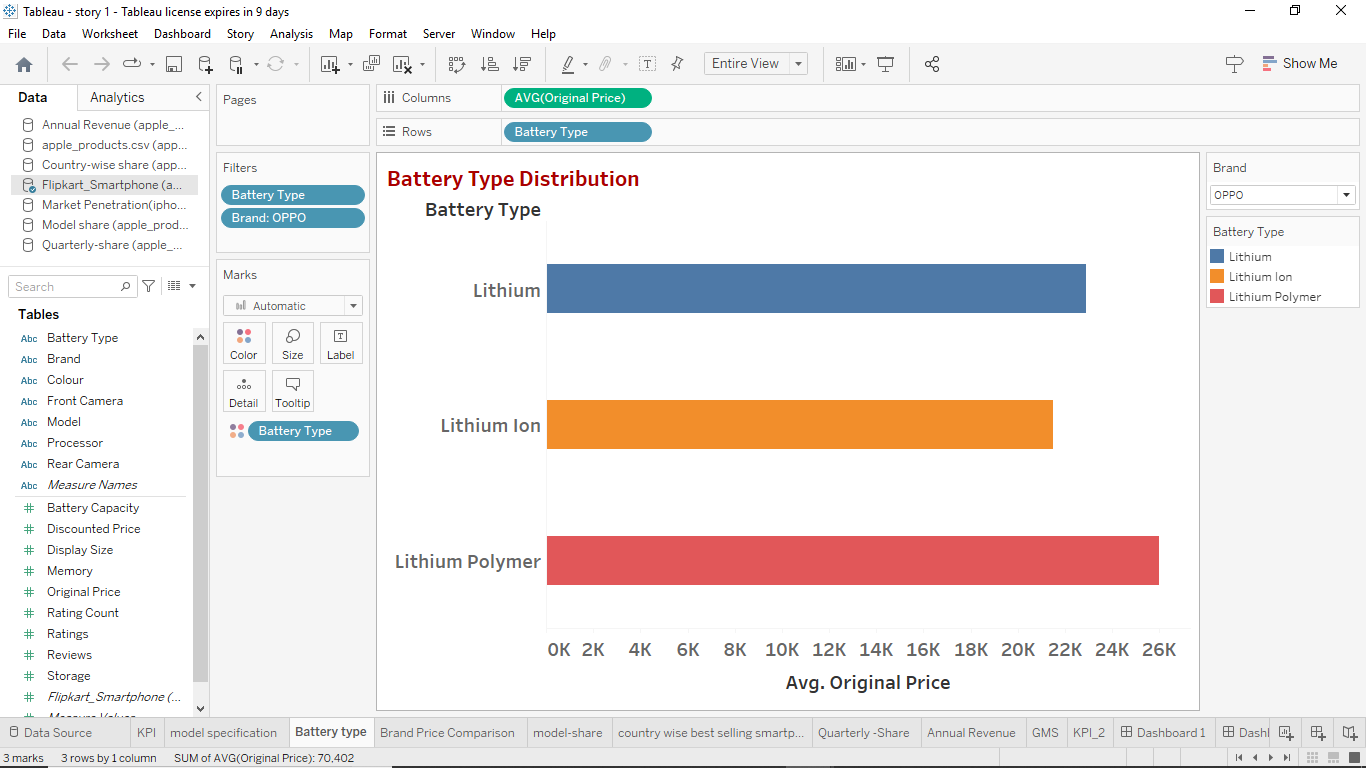 Tableau - story 1 - Tableau license expires in 9 days
File Data Worksheet Dashboard Story Analysis Map Format Server Window Help
Entire View
Show Me
Data Analytics
Annual Revenue (apple_...
apple_products.csv (app...
Country-wise share (app...
Flipkart_Smartphone (a...
Market Penetration(ipho...
Model share (apple_prod...
Quarterly-share (apple_...
Search
Tables
Abc Battery Type
Abc Brand
Abc Colour
Abc Front Camera
Abc Model
Abc Processor
Abc Rear Camera
Abc Measure Names
# Battery Capacity
# Discounted Price
# Display Size
# Memory
# Original Price
# Rating Count
# Ratings
# Reviews
# Storage
# Flipkart_Smartphone (...
# Measure Values
Pages
Filters
Battery Type
Brand: OPPO
Marks
Automatic
Color Size Label
Detail Tooltip
Battery Type
Columns AVG(Original Price)
Rows Battery Type
Battery Type Distribution
Battery Type
Lithium
Lithium Ion
Lithium Polymer
0K 2K 4K 6K 8K 10K 12K 14K 16K 18K 20K 22K 24K 26K
Avg. Original Price
Brand
OPPO
Battery Type
Lithium
Lithium Ion
Lithium Polymer
Data Source KPI model specification Battery type Brand Price Comparison model-share country wise best selling smartp... Quarterly -Share Annual Revenue GMS KPI_2 Dashboard 1
3 marks 3 rows by 1 column SUM of AVG(Original Price): 70,402